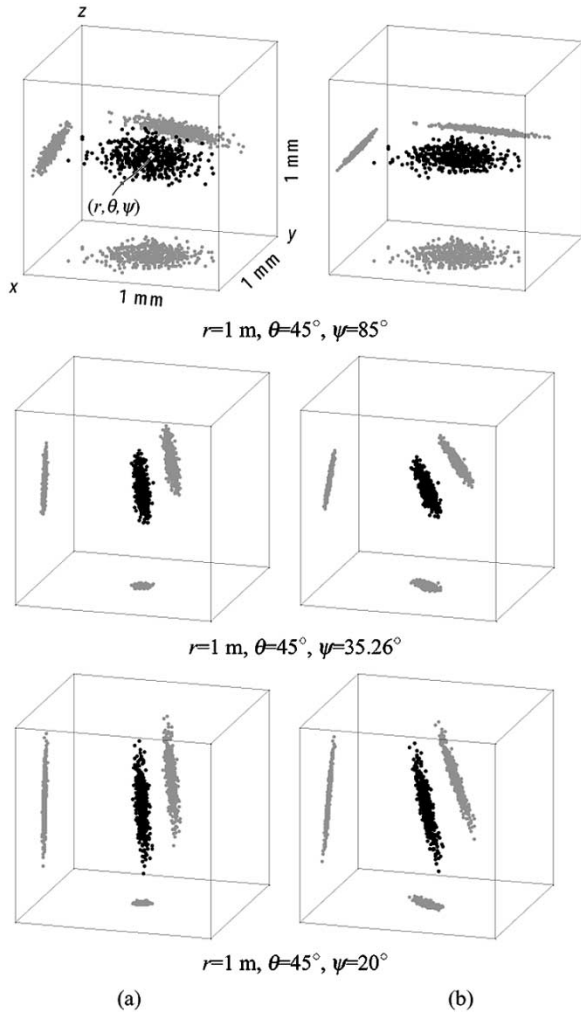 z
1 mm
(r, θ, ψ)
y
x
1 mm
1 mm
r=1 m, θ=45°, ψ=85°
r=1 m, θ=45°, ψ=35.26°
r=1 m, θ=45°, ψ=20°
(a) (b)